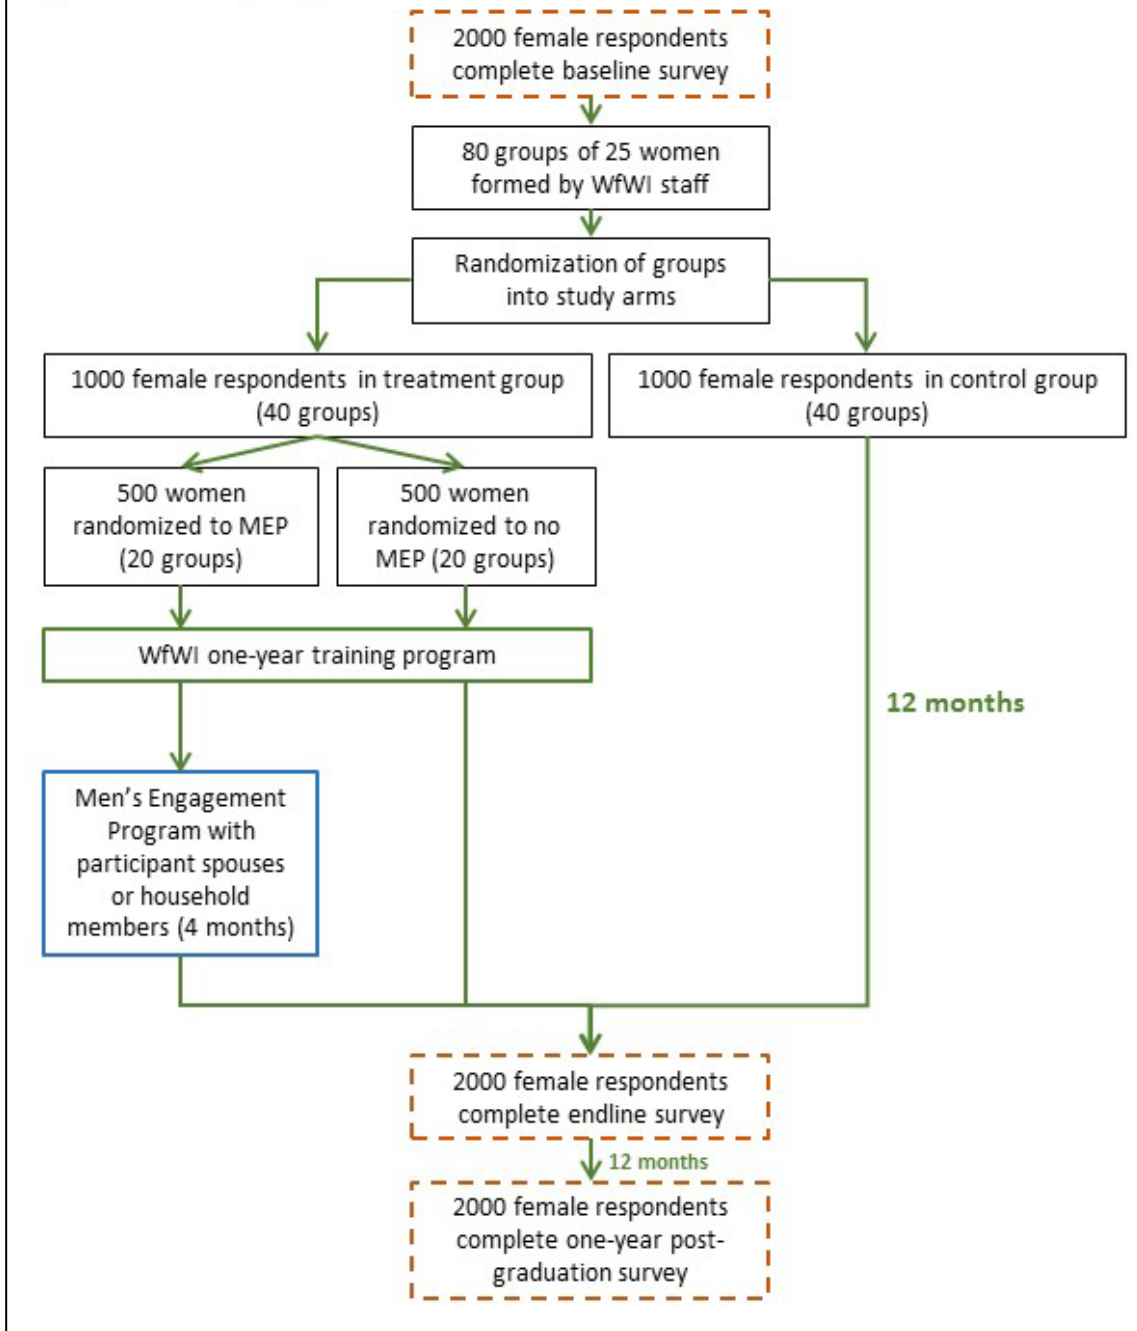 2000 female respondents
complete baseline survey
80 groups of 25 women
formed by WfWI staff
Randomization of groups
into study arms
1000 female respondents in treatment group
(40 groups)
1000 female respondents in control group
(40 groups)
500 women
randomized to MEP
(20 groups)
500 women
randomized to no
MEP (20 groups)
WfWI one-year training program
12 months
Men’s Engagement
Program with
participant spouses
or household
members (4 months)
2000 female respondents
complete endline survey
12 months
2000 female respondents
complete one-year post-
graduation survey